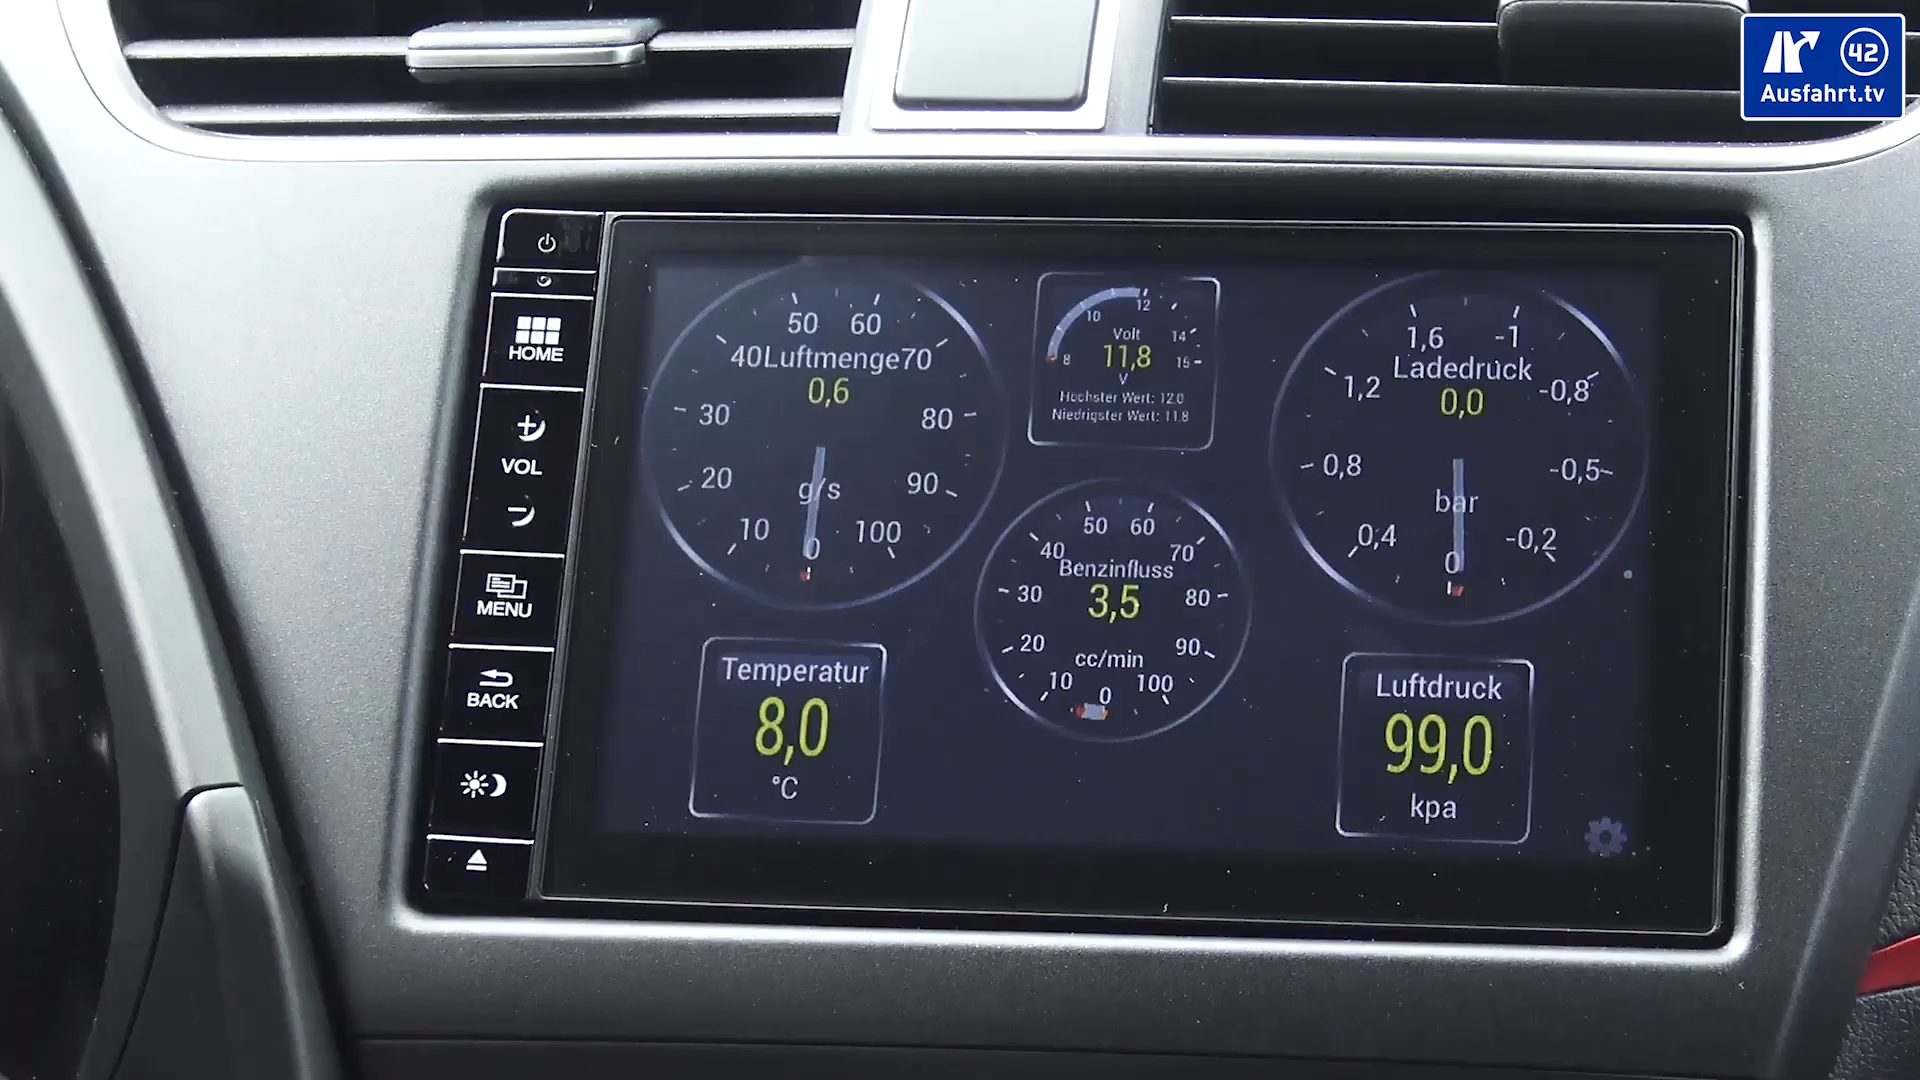 42
Ausfahrt.tv
HOME
+
VOL
−
MENU
BACK
50 60
40 Luftmenge 70
0,6
30 80
20 90
g/s
10 100
0
12
10
Volt 14
8 11,8 15
V
Höchster Wert: 12.0
Niedrigster Wert: 11.8
1,6 -1
Ladedruck
1,2 0,0 -0,8
0,8 -0,5
bar
0,4 -0,2
0
50 60
40 70
Benzinfluss
30 3,5 80
20 90
cc/min
10 100
0
Temperatur
8,0
°C
Luftdruck
99,0
kpa